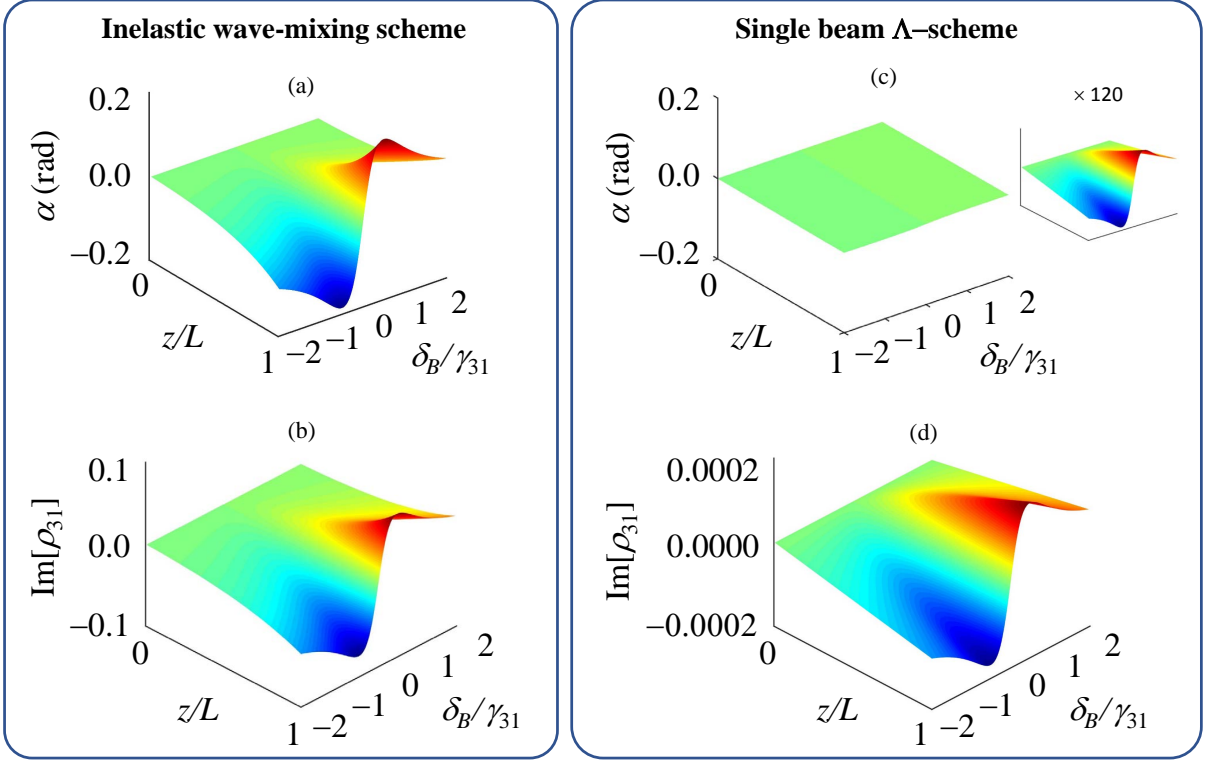 Inelastic wave-mixing scheme
(a)
0.2
0.0
−0.2
α (rad)
0
z/L
1
−2
−1
0
1
2
δB/γ31
(b)
0.1
0.0
−0.1
Im[ρ31]
0
z/L
1
−2
−1
0
1
2
δB/γ31
Single beam Λ–scheme
(c)
× 120
0.2
0.0
−0.2
α (rad)
0
z/L
1
−2
−1
0
1
2
δB/γ31
(d)
0.0002
0.0000
−0.0002
Im[ρ31]
0
z/L
1
−2
−1
0
1
2
δB/γ31